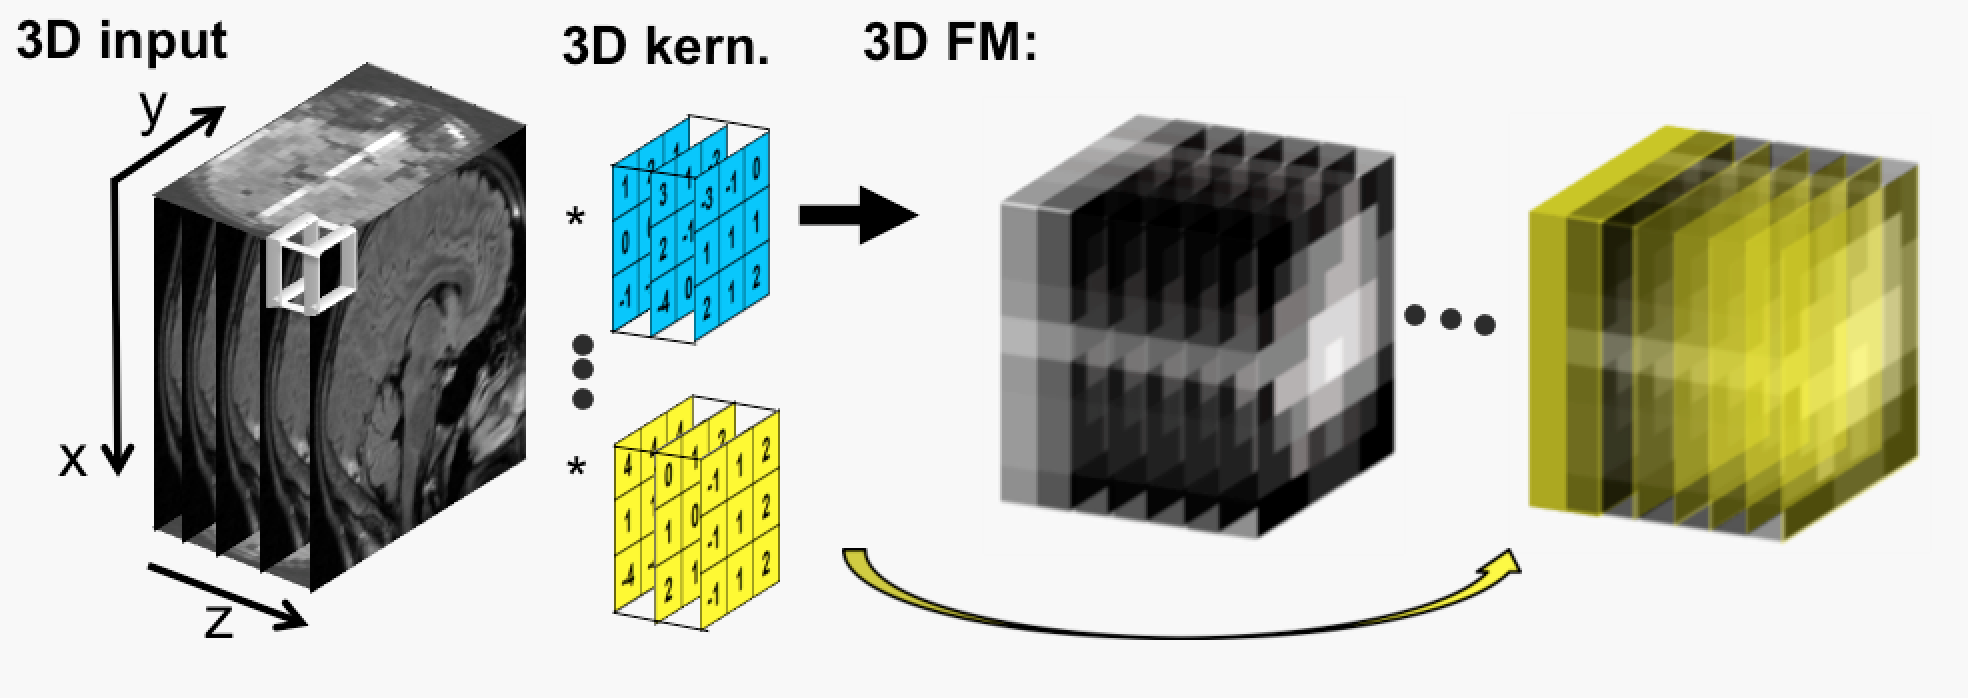 3D input
3D kern.
3D FM:
y
x
z
*
1 3 1 -3 -1 0
0 2 -1 1 1 1
-1 -4 0 2 1 2
*
4 0 1 -1 1 2
1 1 0 -1 1 2
-4 2 1 -1 1 2